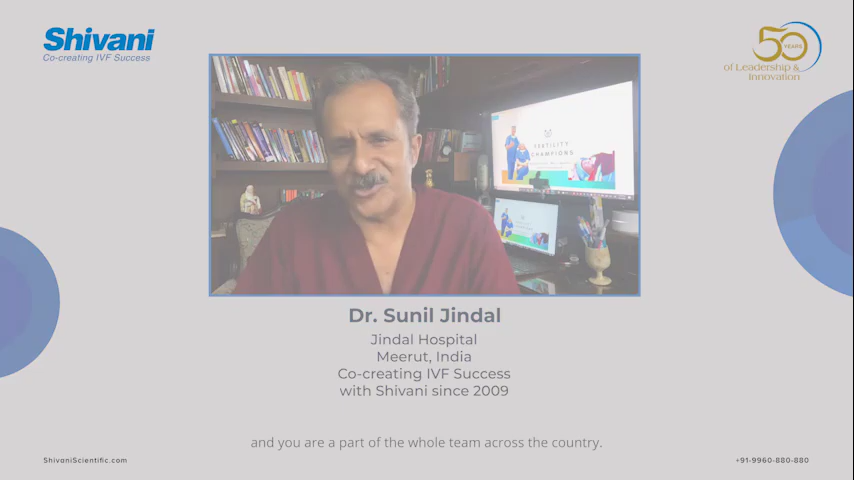 Shivani
Co-creating IVF Success
50 YEARS
of Leadership &
Innovation
FERTILITY
CHAMPIONS
Dr. Sunil Jindal
Jindal Hospital
Meerut, India
Co-creating IVF Success
with Shivani since 2009
and you are a part of the whole team across the country.
ShivaniScientific.com
+91-9960-880-880